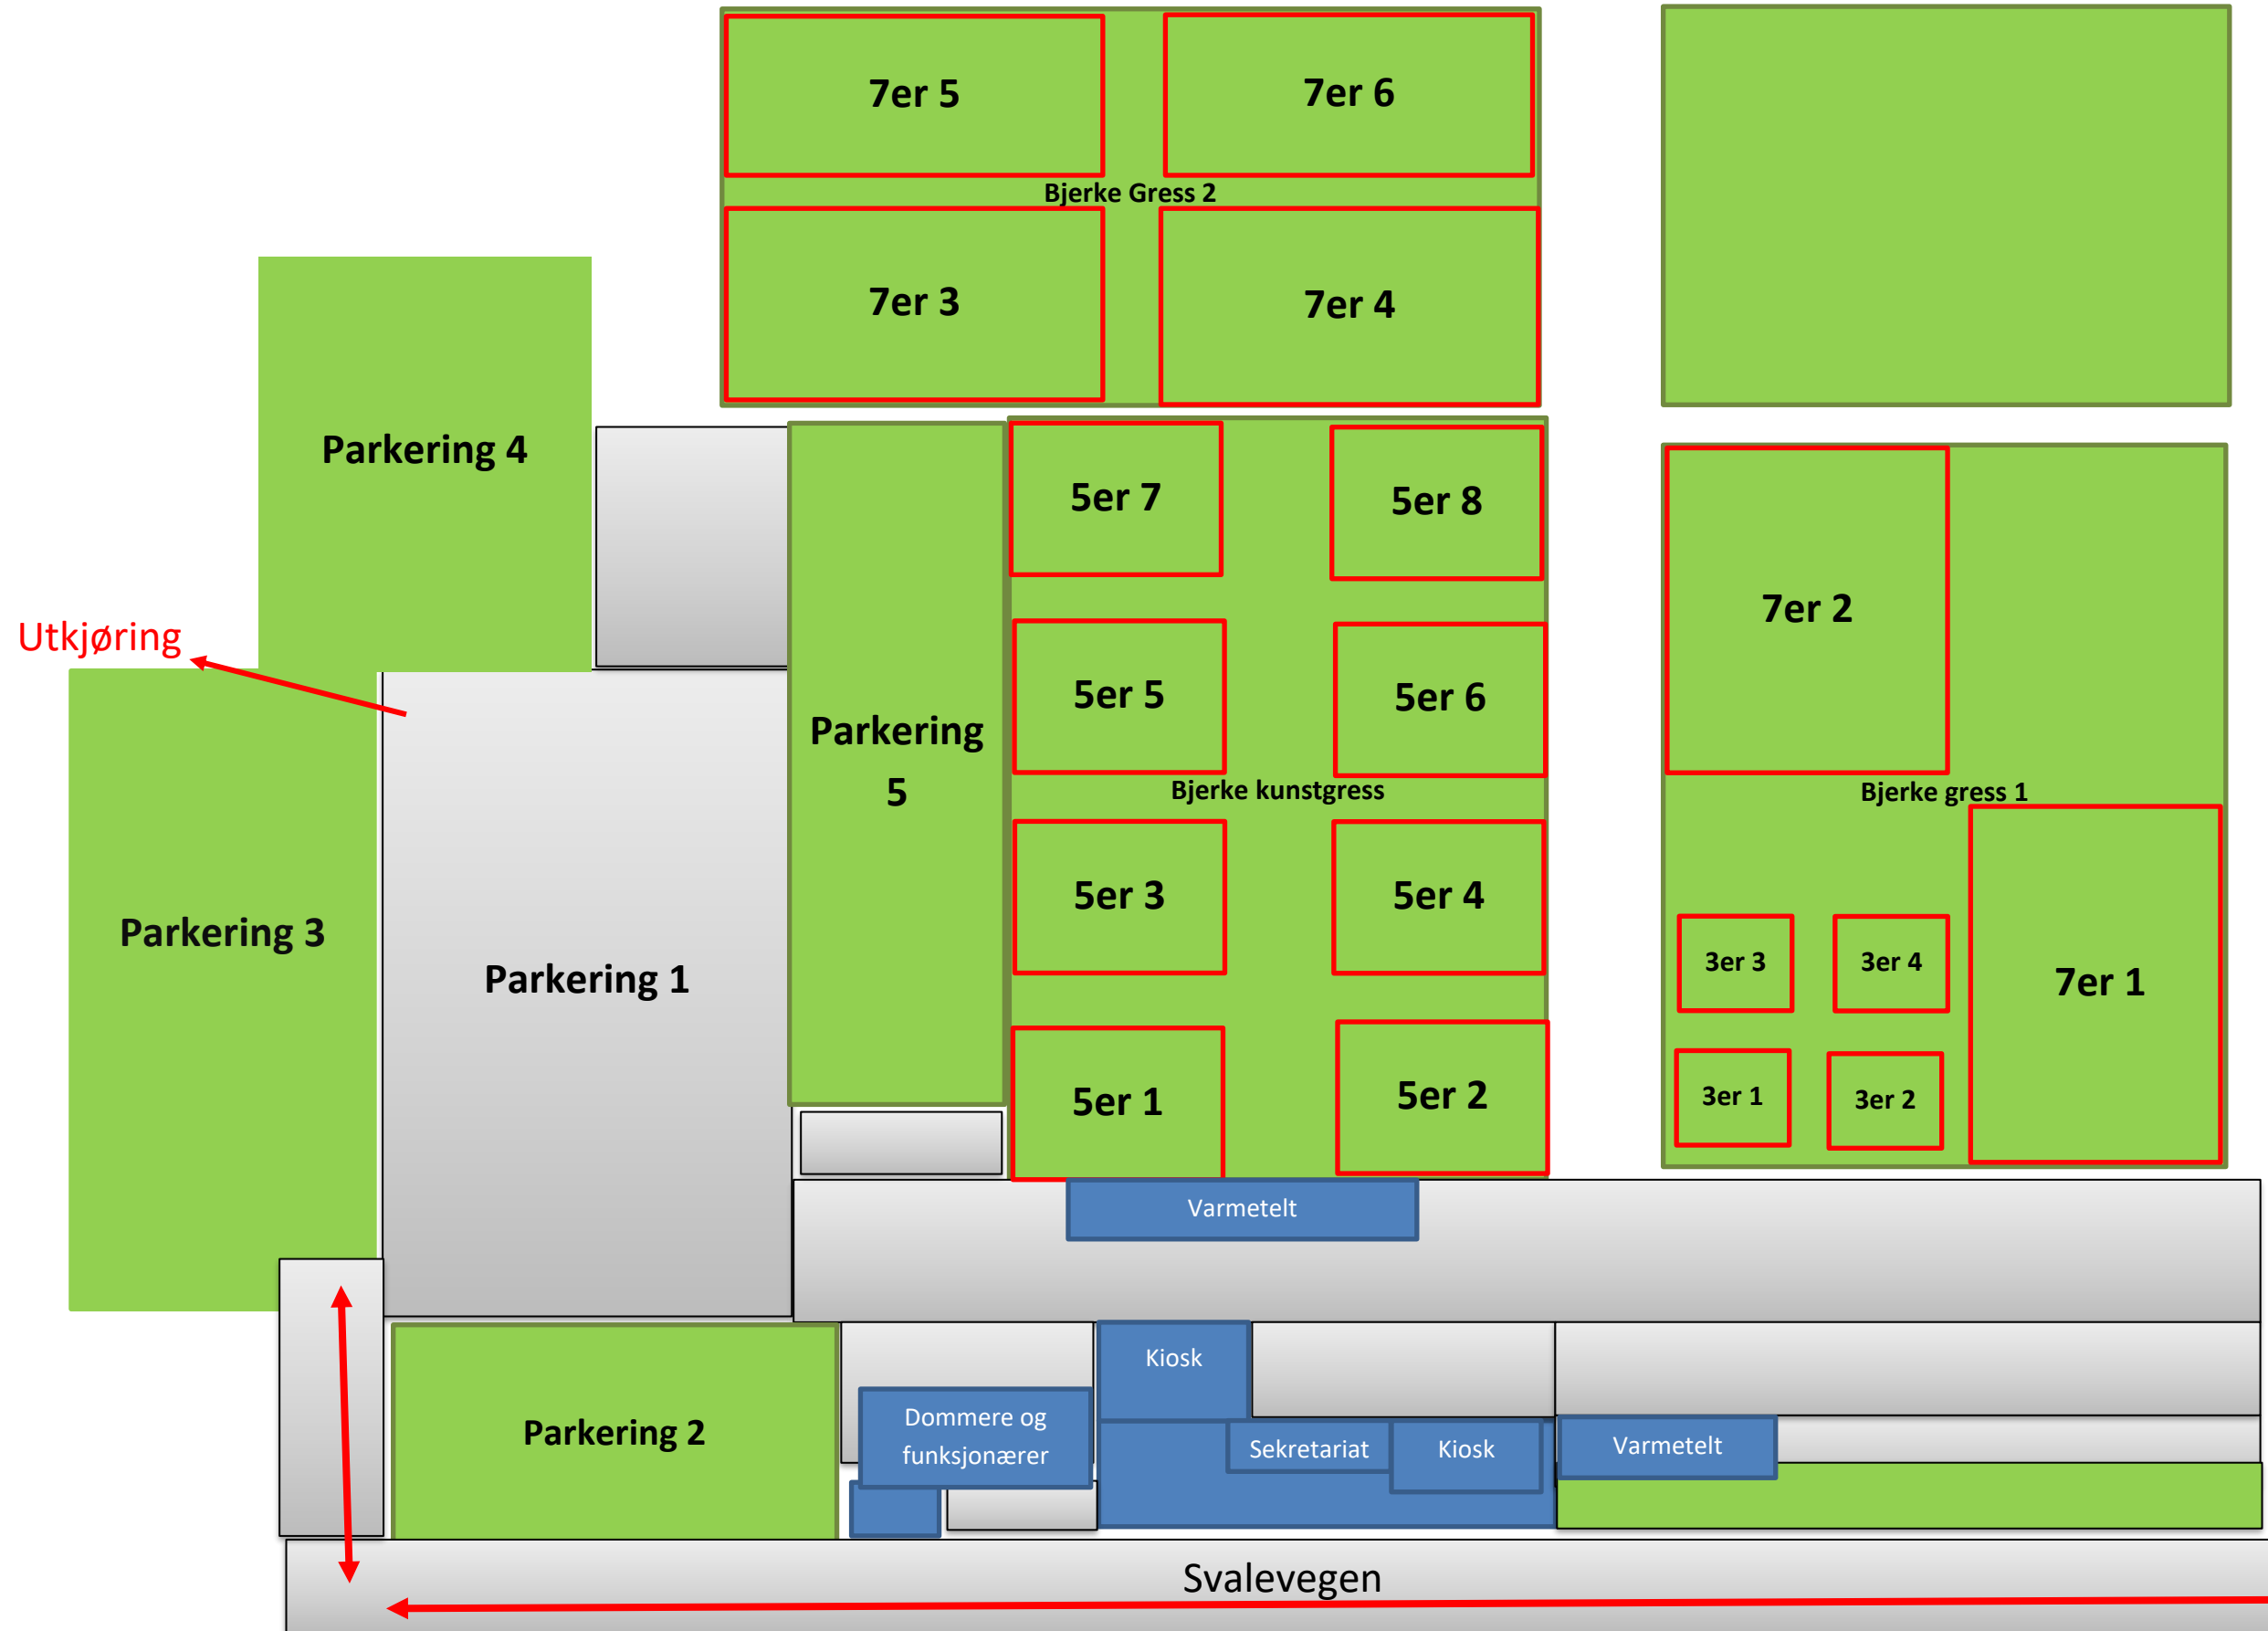 7er 5
7er 6
Bjerke Gress 2
7er 3
7er 4
Parkering 4
5er 7
5er 8
7er 2
Utkjøring
5er 5
5er 6
Parkering
5
Bjerke kunstgress
Bjerke gress 1
5er 3
5er 4
Parkering 3
Parkering 1
3er 3
3er 4
7er 1
5er 1
5er 2
3er 1
3er 2
Varmetelt
Kiosk
Parkering 2
Dommere og
funksjonærer
Sekretariat
Kiosk
Varmetelt
Svalevegen